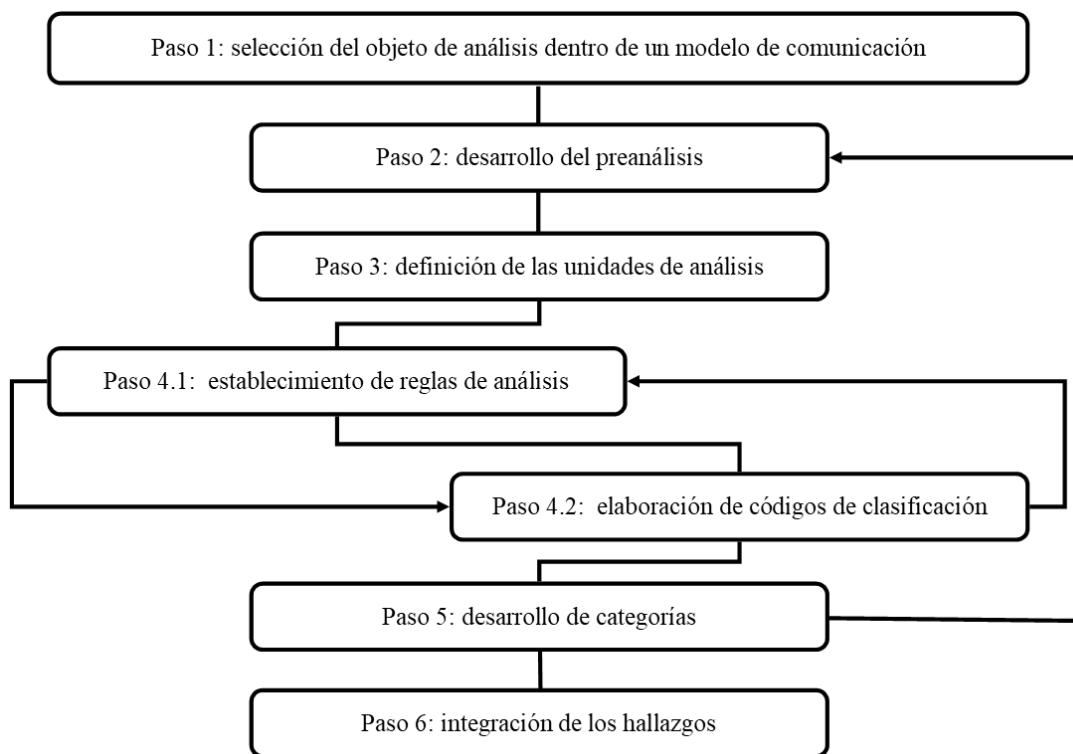 Paso 1: selección del objeto de análisis dentro de un modelo de comunicación
Paso 2: desarrollo del preanálisis
Paso 3: definición de las unidades de análisis
Paso 4.1: establecimiento de reglas de análisis
Paso 4.2: elaboración de códigos de clasificación
Paso 5: desarrollo de categorías
Paso 6: integración de los hallazgos